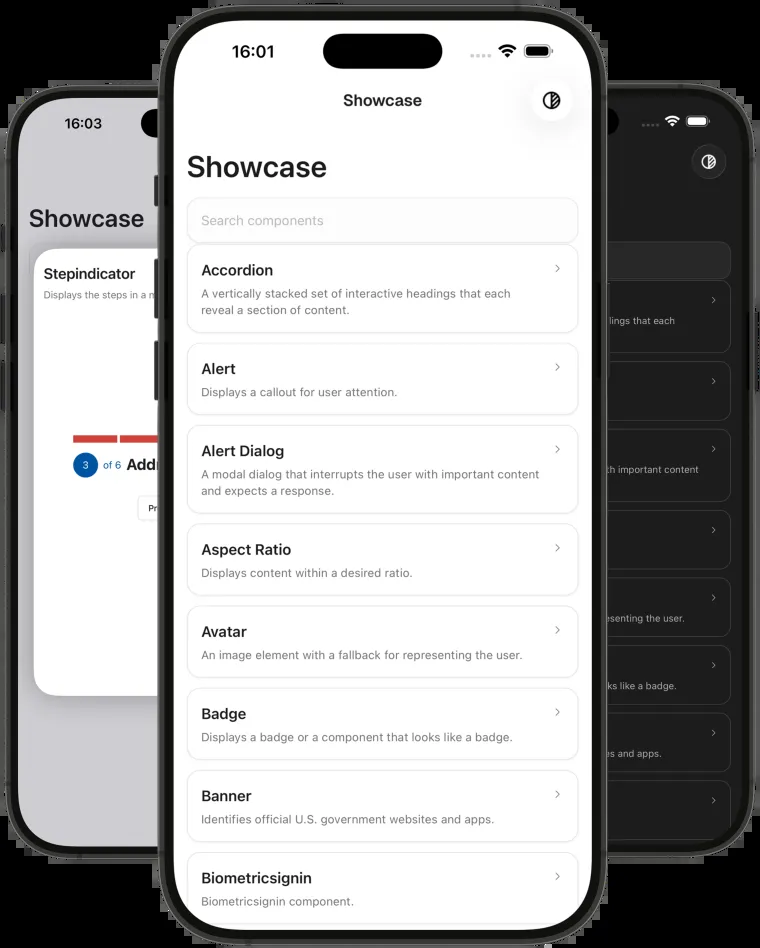 16:03
Showcase
Stepindicator
Displays the steps in a
3 of 6 Addr
Pr
16:01
Showcase
Showcase
Search components
Accordion
A vertically stacked set of interactive headings that each
reveal a section of content.
Alert
Displays a callout for user attention.
Alert Dialog
A modal dialog that interrupts the user with important content
and expects a response.
Aspect Ratio
Displays content within a desired ratio.
Avatar
An image element with a fallback for representing the user.
Badge
Displays a badge or a component that looks like a badge.
Banner
Identifies official U.S. government websites and apps.
Biometricsignin
Biometricsignin component.
lings that each
th important content
esenting the user.
ks like a badge.
es and apps.